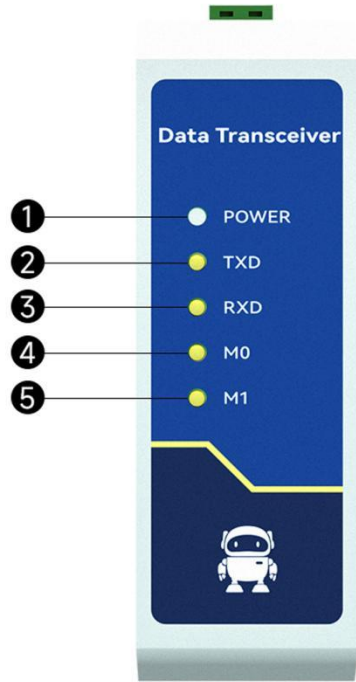 Data Transceiver
1 POWER
2 TXD
3 RXD
4 M0
5 M1